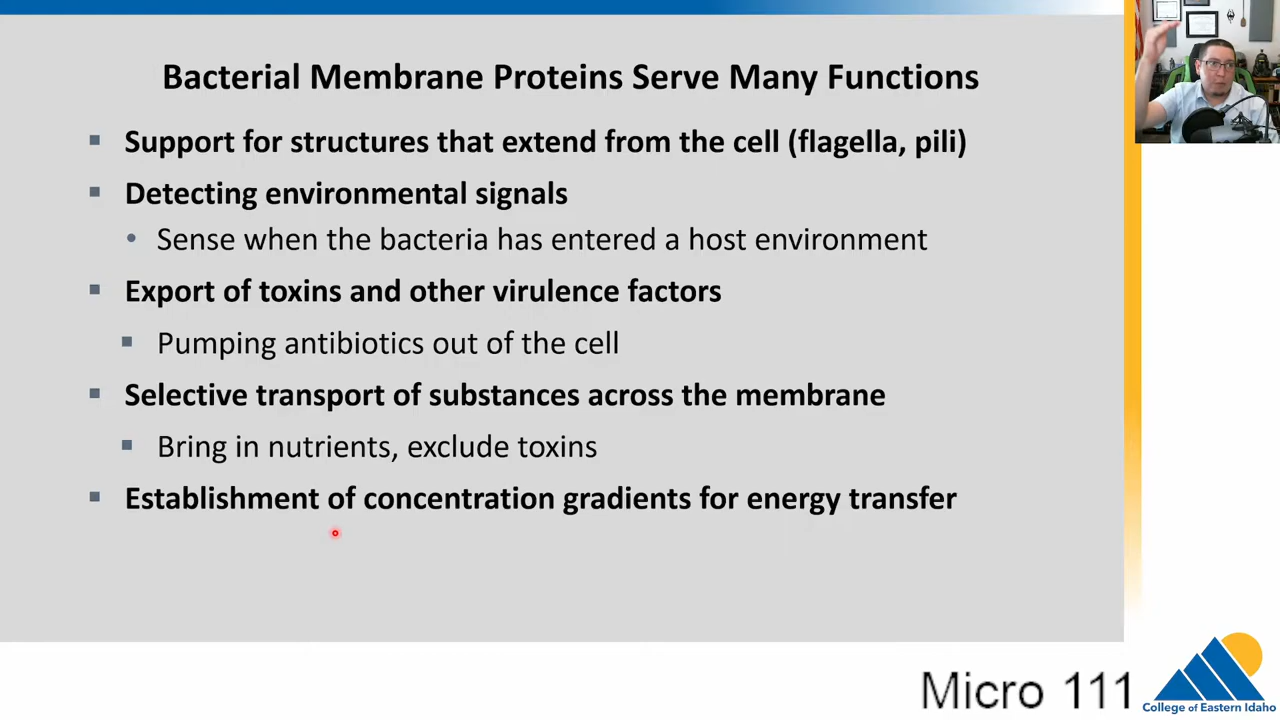 Bacterial Membrane Proteins Serve Many Functions
▪ Support for structures that extend from the cell (flagella, pili)
▪ Detecting environmental signals
• Sense when the bacteria has entered a host environment
▪ Export of toxins and other virulence factors
▪ Pumping antibiotics out of the cell
▪ Selective transport of substances across the membrane
▪ Bring in nutrients, exclude toxins
▪ Establishment of concentration gradients for energy transfer
Micro 111
College of Eastern Idaho